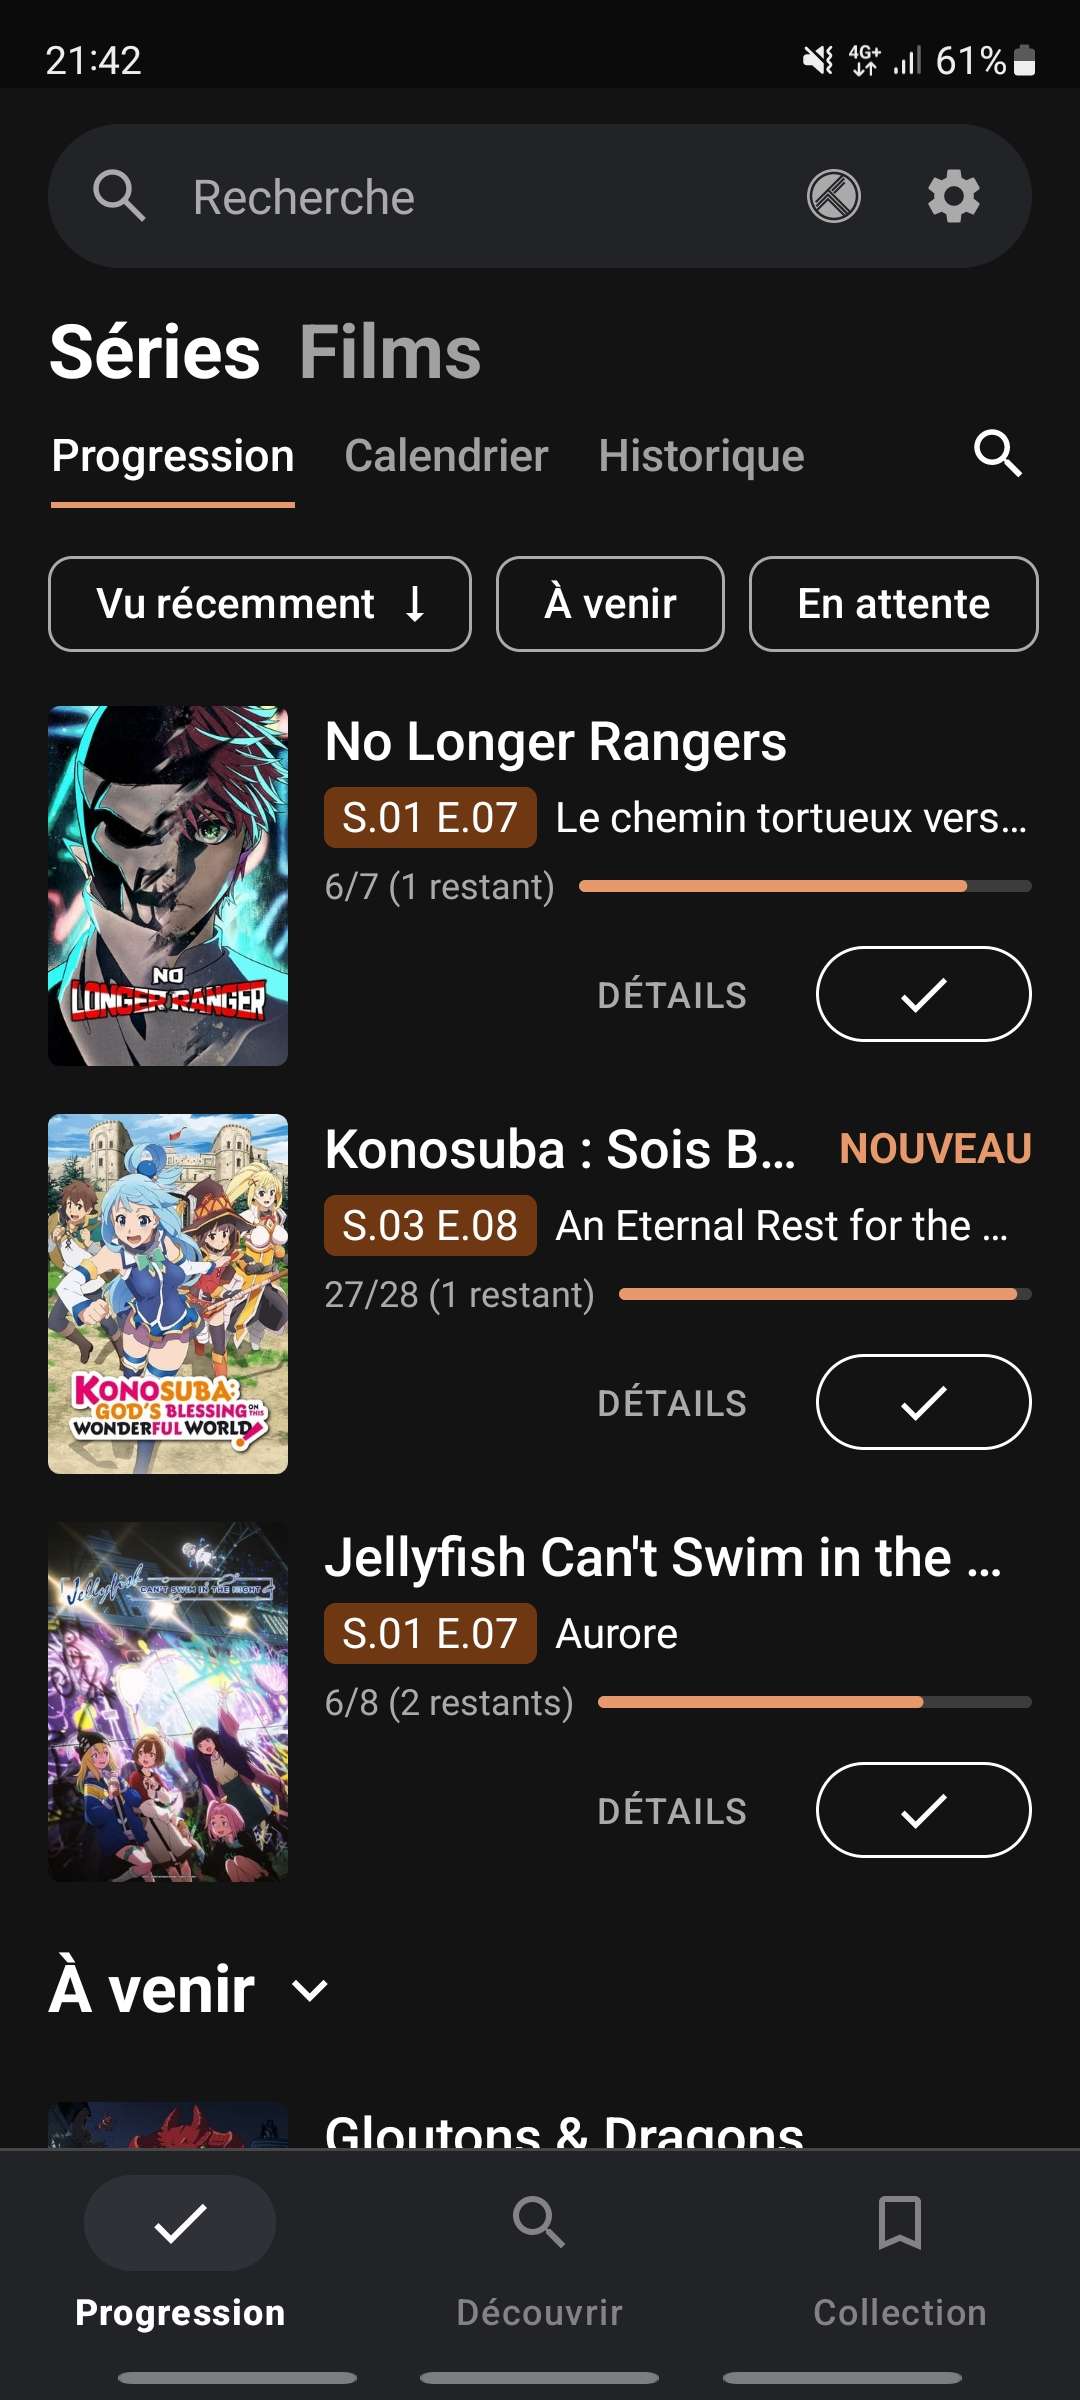 21:42
4G+
61%
Recherche
Séries Films
Progression Calendrier Historique
Vu récemment ↓ À venir En attente
No Longer Rangers
S.01 E.07 Le chemin tortueux vers...
6/7 (1 restant)
NO
LONGER RANGER
DÉTAILS
Konosuba : Sois B... NOUVEAU
S.03 E.08 An Eternal Rest for the ...
27/28 (1 restant)
KONOSUBA:
GOD'S BLESSING ON THIS
WONDERFUL WORLD!
DÉTAILS
Jellyfish Can't Swim in the ...
Jellyfish
CAN'T SWIM IN THE NIGHT
S.01 E.07 Aurore
6/8 (2 restants)
DÉTAILS
À venir
Gloutons & Dragons
Progression Découvrir Collection